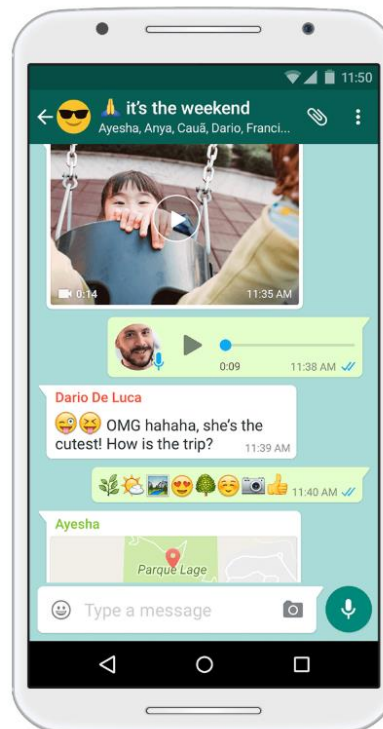 11:50
🙏 it's the weekend
Ayesha, Anya, Cauã, Dario, Franci...
0:14
11:35 AM
0:09
11:38 AM
Dario De Luca
😜😝 OMG hahaha, she's the
cutest! How is the trip?
11:39 AM
🌿🌤🏞😍🌳☺📷👍 11:40 AM
Ayesha
Parque Lage
Type a message